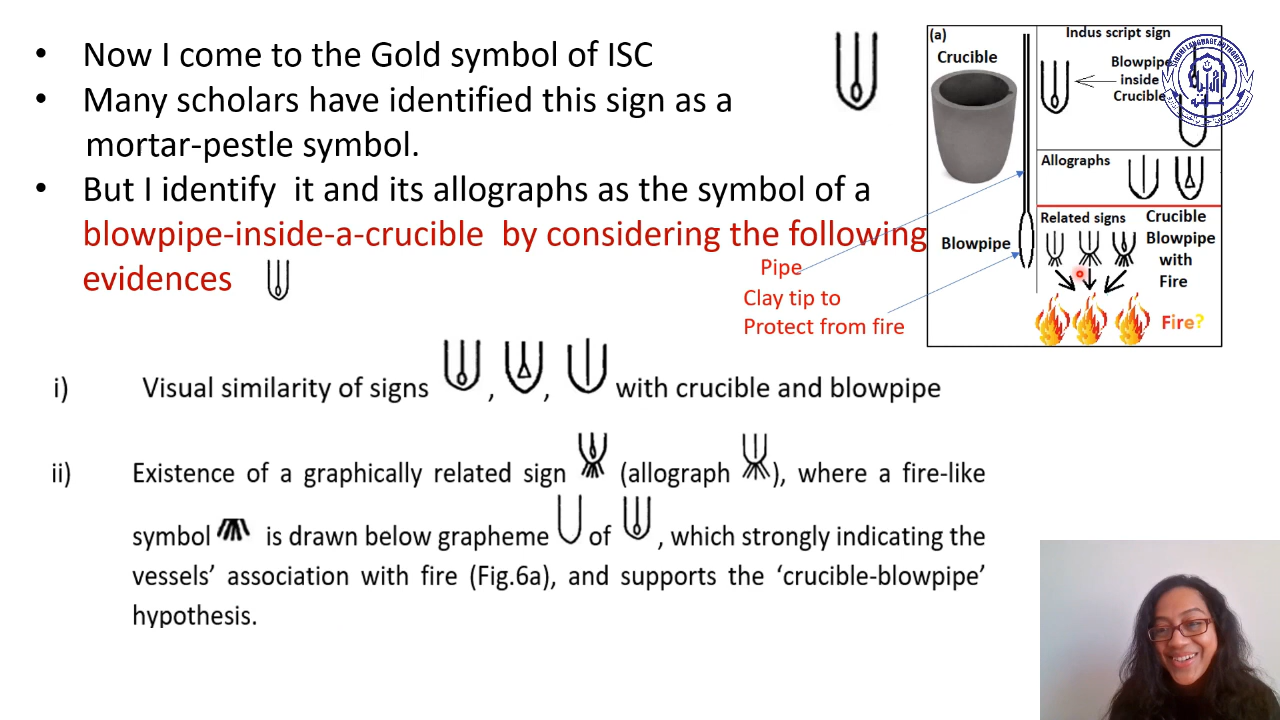 • Now I come to the Gold symbol of ISC
• Many scholars have identified this sign as a
mortar-pestle symbol.
• But I identify it and its allographs as the symbol of a
blowpipe-inside-a-crucible by considering the following
evidences
Pipe
Clay tip to
Protect from fire
(a)
Crucible
Blowpipe
Indus script sign
Blowpipe
inside
Crucible
Allographs
Related signs
Crucible
Blowpipe
with
Fire
Fire?
SINDHI LANGUAGE AUTHORITY
i) Visual similarity of signs , , with crucible and blowpipe
ii) Existence of a graphically related sign (allograph ), where a fire-like
symbol is drawn below grapheme of , which strongly indicating the
vessels’ association with fire (Fig.6a), and supports the ‘crucible-blowpipe’
hypothesis.